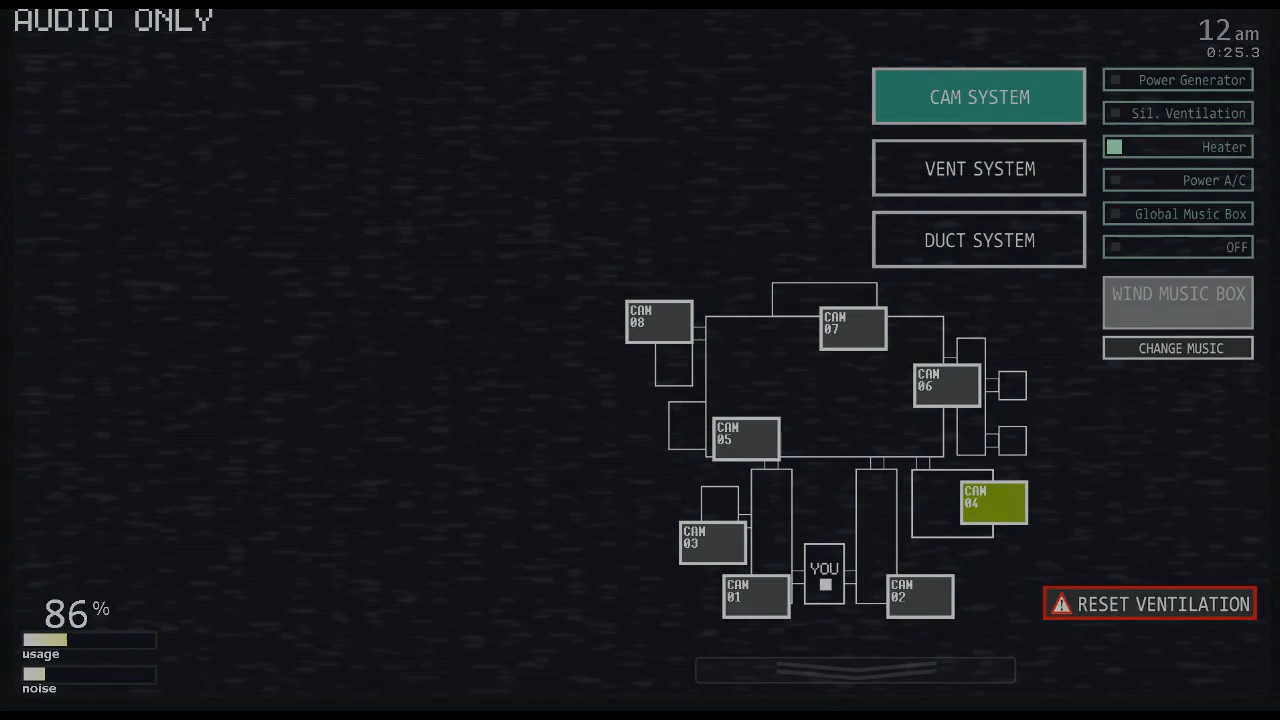 AUDIO ONLY
12 am
0:25.3
CAM SYSTEM
VENT SYSTEM
DUCT SYSTEM
Power Generator
Sil. Ventilation
Heater
Power A/C
Global Music Box
OFF
WIND MUSIC BOX
CHANGE MUSIC
CAM
08
CAM
07
CAM
06
CAM
05
CAM
04
CAM
03
YOU
CAM
01
CAM
02
RESET VENTILATION
86%
usage
noise